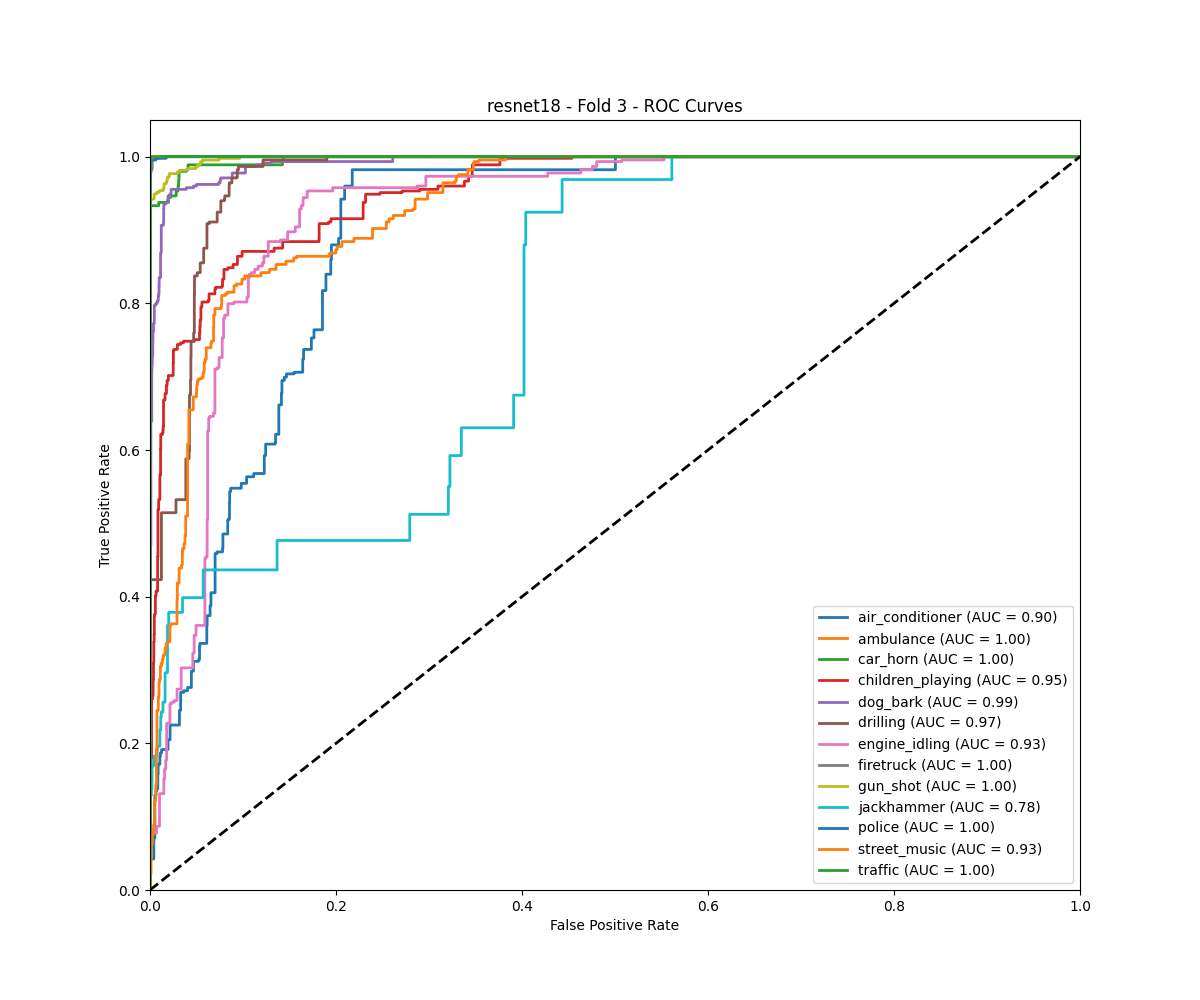 resnet18 - Fold 3 - ROC Curves
True Positive Rate
1.0
0.8
0.6
0.4
0.2
0.0
0.0 0.2 0.4 0.6 0.8 1.0
False Positive Rate
air_conditioner (AUC = 0.90)
ambulance (AUC = 1.00)
car_horn (AUC = 1.00)
children_playing (AUC = 0.95)
dog_bark (AUC = 0.99)
drilling (AUC = 0.97)
engine_idling (AUC = 0.93)
firetruck (AUC = 1.00)
gun_shot (AUC = 1.00)
jackhammer (AUC = 0.78)
police (AUC = 1.00)
street_music (AUC = 0.93)
traffic (AUC = 1.00)